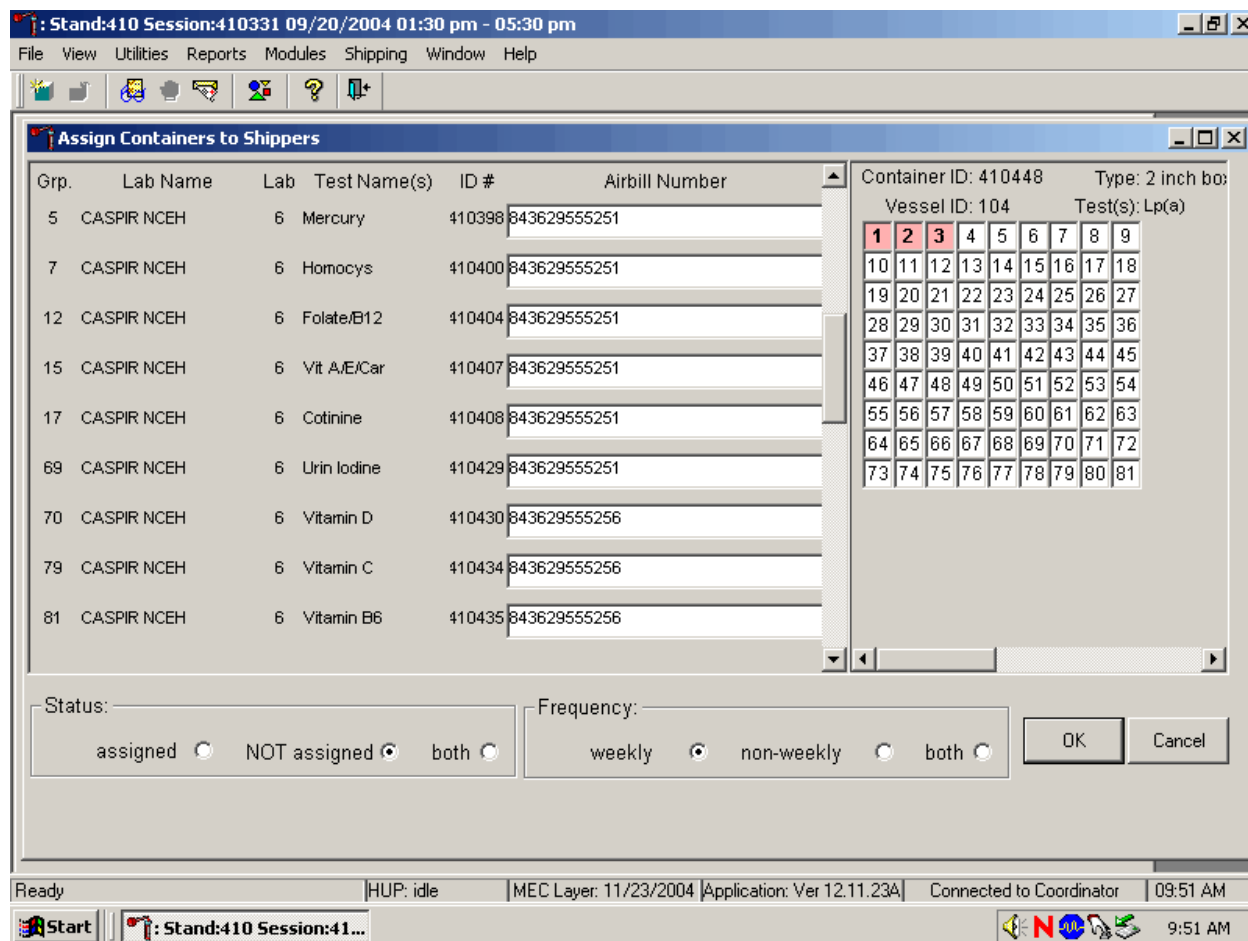 : Stand:410 Session:410331 09/20/2004 01:30 pm - 05:30 pm
File View Utilities Reports Modules Shipping Window Help
Assign Containers to Shippers
Grp. Lab Name Lab Test Name(s) ID # Airbill Number
5 CASPIR NCEH 6 Mercury 410398 843629555251
7 CASPIR NCEH 6 Homocys 410400 843629555251
12 CASPIR NCEH 6 Folate/B12 410404 843629555251
15 CASPIR NCEH 6 Vit A/E/Car 410407 843629555251
17 CASPIR NCEH 6 Cotinine 410408 843629555251
69 CASPIR NCEH 6 Urin Iodine 410429 843629555251
70 CASPIR NCEH 6 Vitamin D 410430 843629555256
79 CASPIR NCEH 6 Vitamin C 410434 843629555256
81 CASPIR NCEH 6 Vitamin B6 410435 843629555256
Container ID: 410448 Type: 2 inch box
Vessel ID: 104 Test(s): Lp(a)
1 2 3 4 5 6 7 8 9
10 11 12 13 14 15 16 17 18
19 20 21 22 23 24 25 26 27
28 29 30 31 32 33 34 35 36
37 38 39 40 41 42 43 44 45
46 47 48 49 50 51 52 53 54
55 56 57 58 59 60 61 62 63
64 65 66 67 68 69 70 71 72
73 74 75 76 77 78 79 80 81
Status: Frequency:
assigned NOT assigned both weekly non-weekly both OK Cancel
Ready HUP: idle MEC Layer: 11/23/2004 Application: Ver 12.11.23A Connected to Coordinator 09:51 AM
Start : Stand:410 Session:41... N 9:51 AM